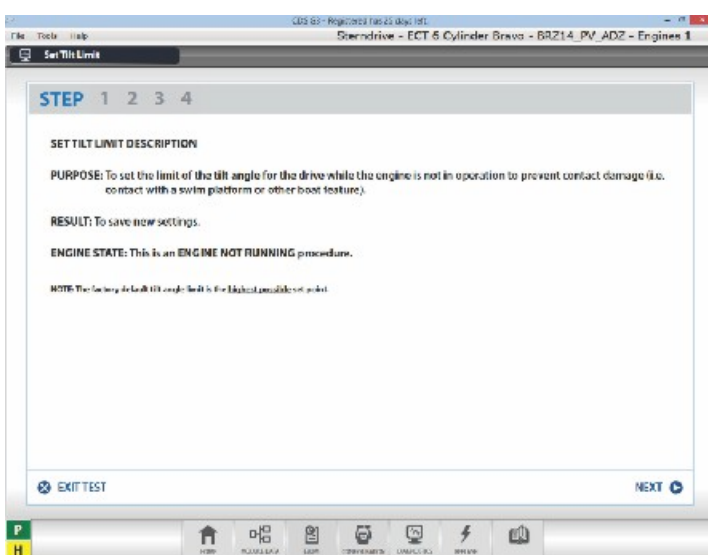 CDS G3 - Registered has 25 days left
File Tools Help
Sterndrive - ECT 6 Cylinder Bravo - BRZ14_PV_ADZ - Engines 1
Set Tilt Limit
STEP 1 2 3 4
SET TILT LIMIT DESCRIPTION
PURPOSE: To set the limit of the tilt angle for the drive while the engine is not in operation to prevent contact damage (i.e.
contact with a swim platform or other boat feature).
RESULT: To save new settings.
ENGINE STATE: This is an ENGINE NOT RUNNING procedure.
NOTE: The factory default tilt angle limit is the highest possible set point.
EXIT TEST
NEXT
P
H